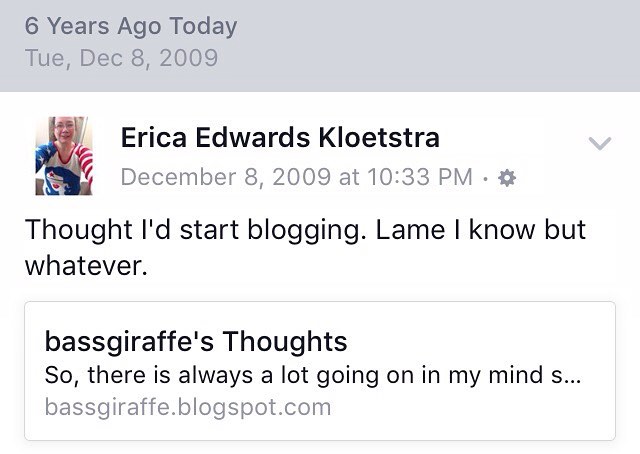 6 Years Ago Today
Tue, Dec 8, 2009
Erica Edwards Kloetstra
December 8, 2009 at 10:33 PM ·
Thought I'd start blogging. Lame I know but
whatever.
bassgiraffe's Thoughts
So, there is always a lot going on in my mind s...
bassgiraffe.blogspot.com